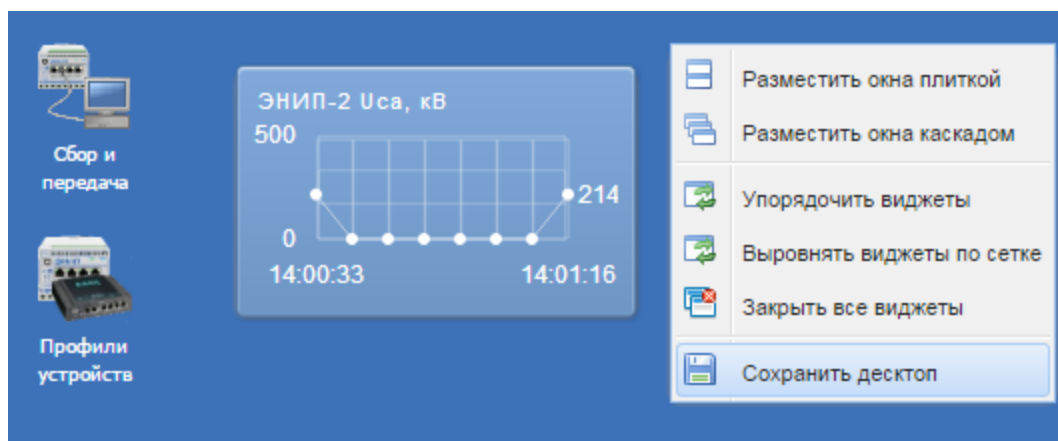 Сбор и
передача
Профили
устройств
ЭНИП-2 Uca, кВ
500
214
0
14:00:33
14:01:16
Разместить окна плиткой
Разместить окна каскадом
Упорядочить виджеты
Выровнять виджеты по сетке
Закрыть все виджеты
Сохранить десктоп